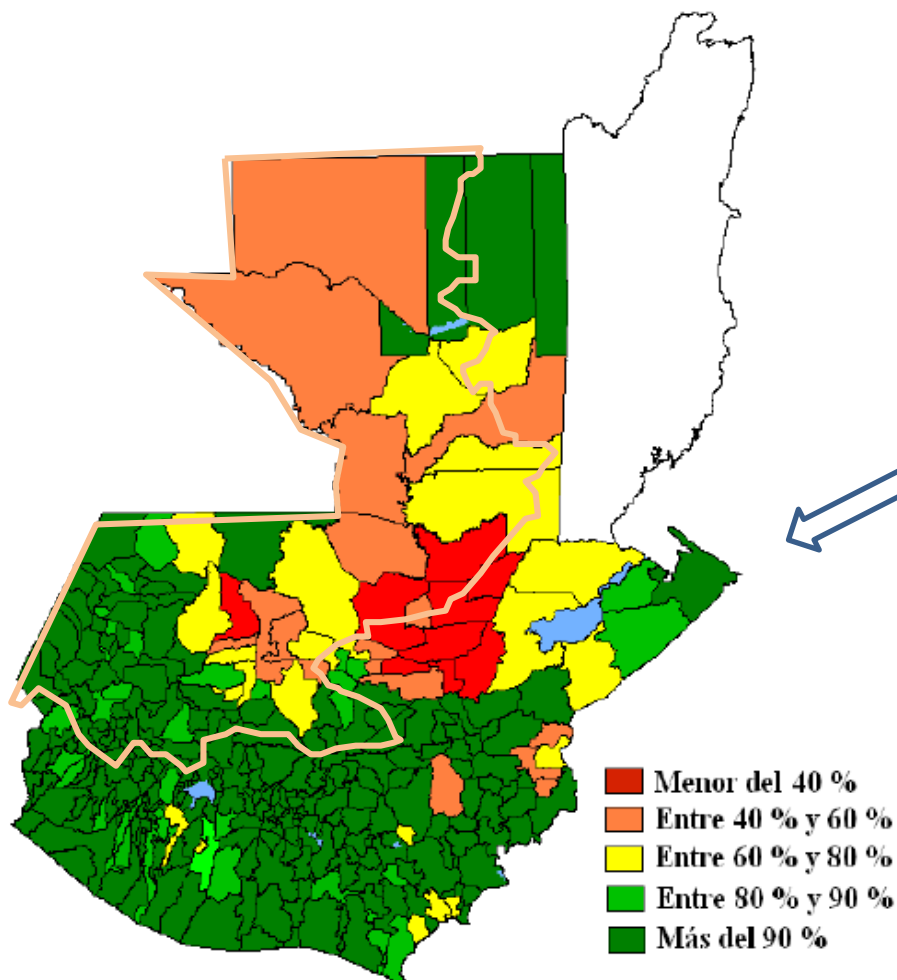 Menor del 40 %
Entre 40 % y 60 %
Entre 60 % y 80 %
Entre 80 % y 90 %
Más del 90 %